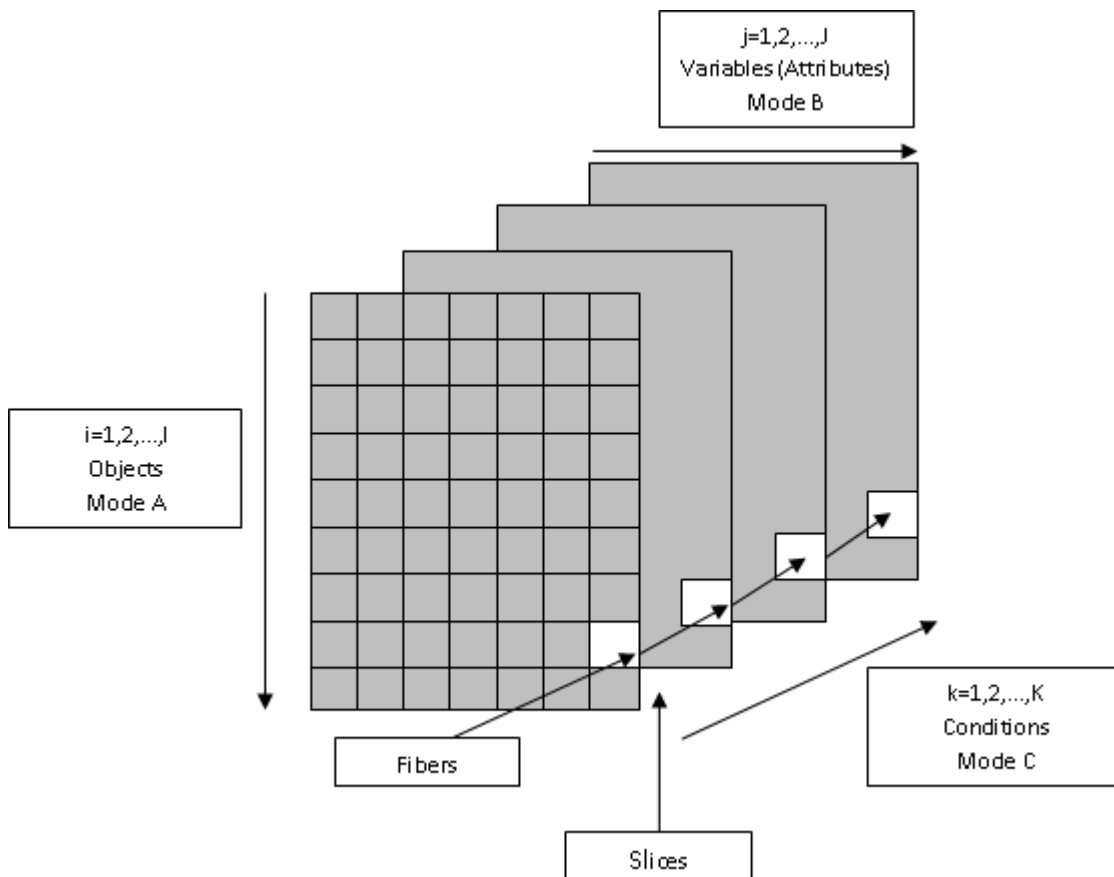 j=1,2,...,J
Variables (Attributes)
Mode B
i=1,2,...,I
Objects
Mode A
k=1,2,...,K
Conditions
Mode C
Fibers
Slices